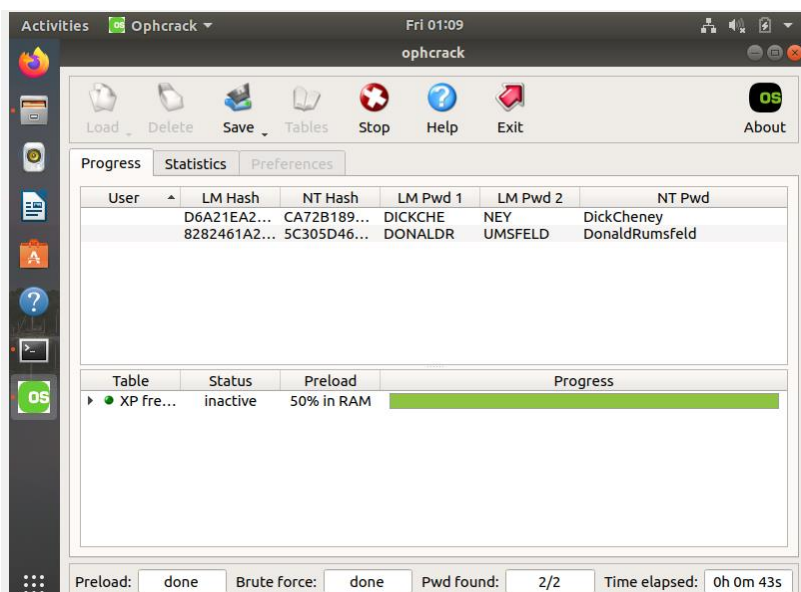 Activities OS Ophcrack Fri 01:09
ophcrack
OS
Load Delete Save Tables Stop Help Exit About
Progress Statistics Preferences
User LM Hash NT Hash LM Pwd 1 LM Pwd 2 NT Pwd
D6A21EA2... CA72B189... DICKCHE NEY DickCheney
8282461A2... 5C305D46... DONALDR UMSFELD DonaldRumsfeld
A
?
>_
OS
Table Status Preload Progress
XP fre... inactive 50% in RAM
Preload: done Brute force: done Pwd found: 2/2 Time elapsed: 0h 0m 43s